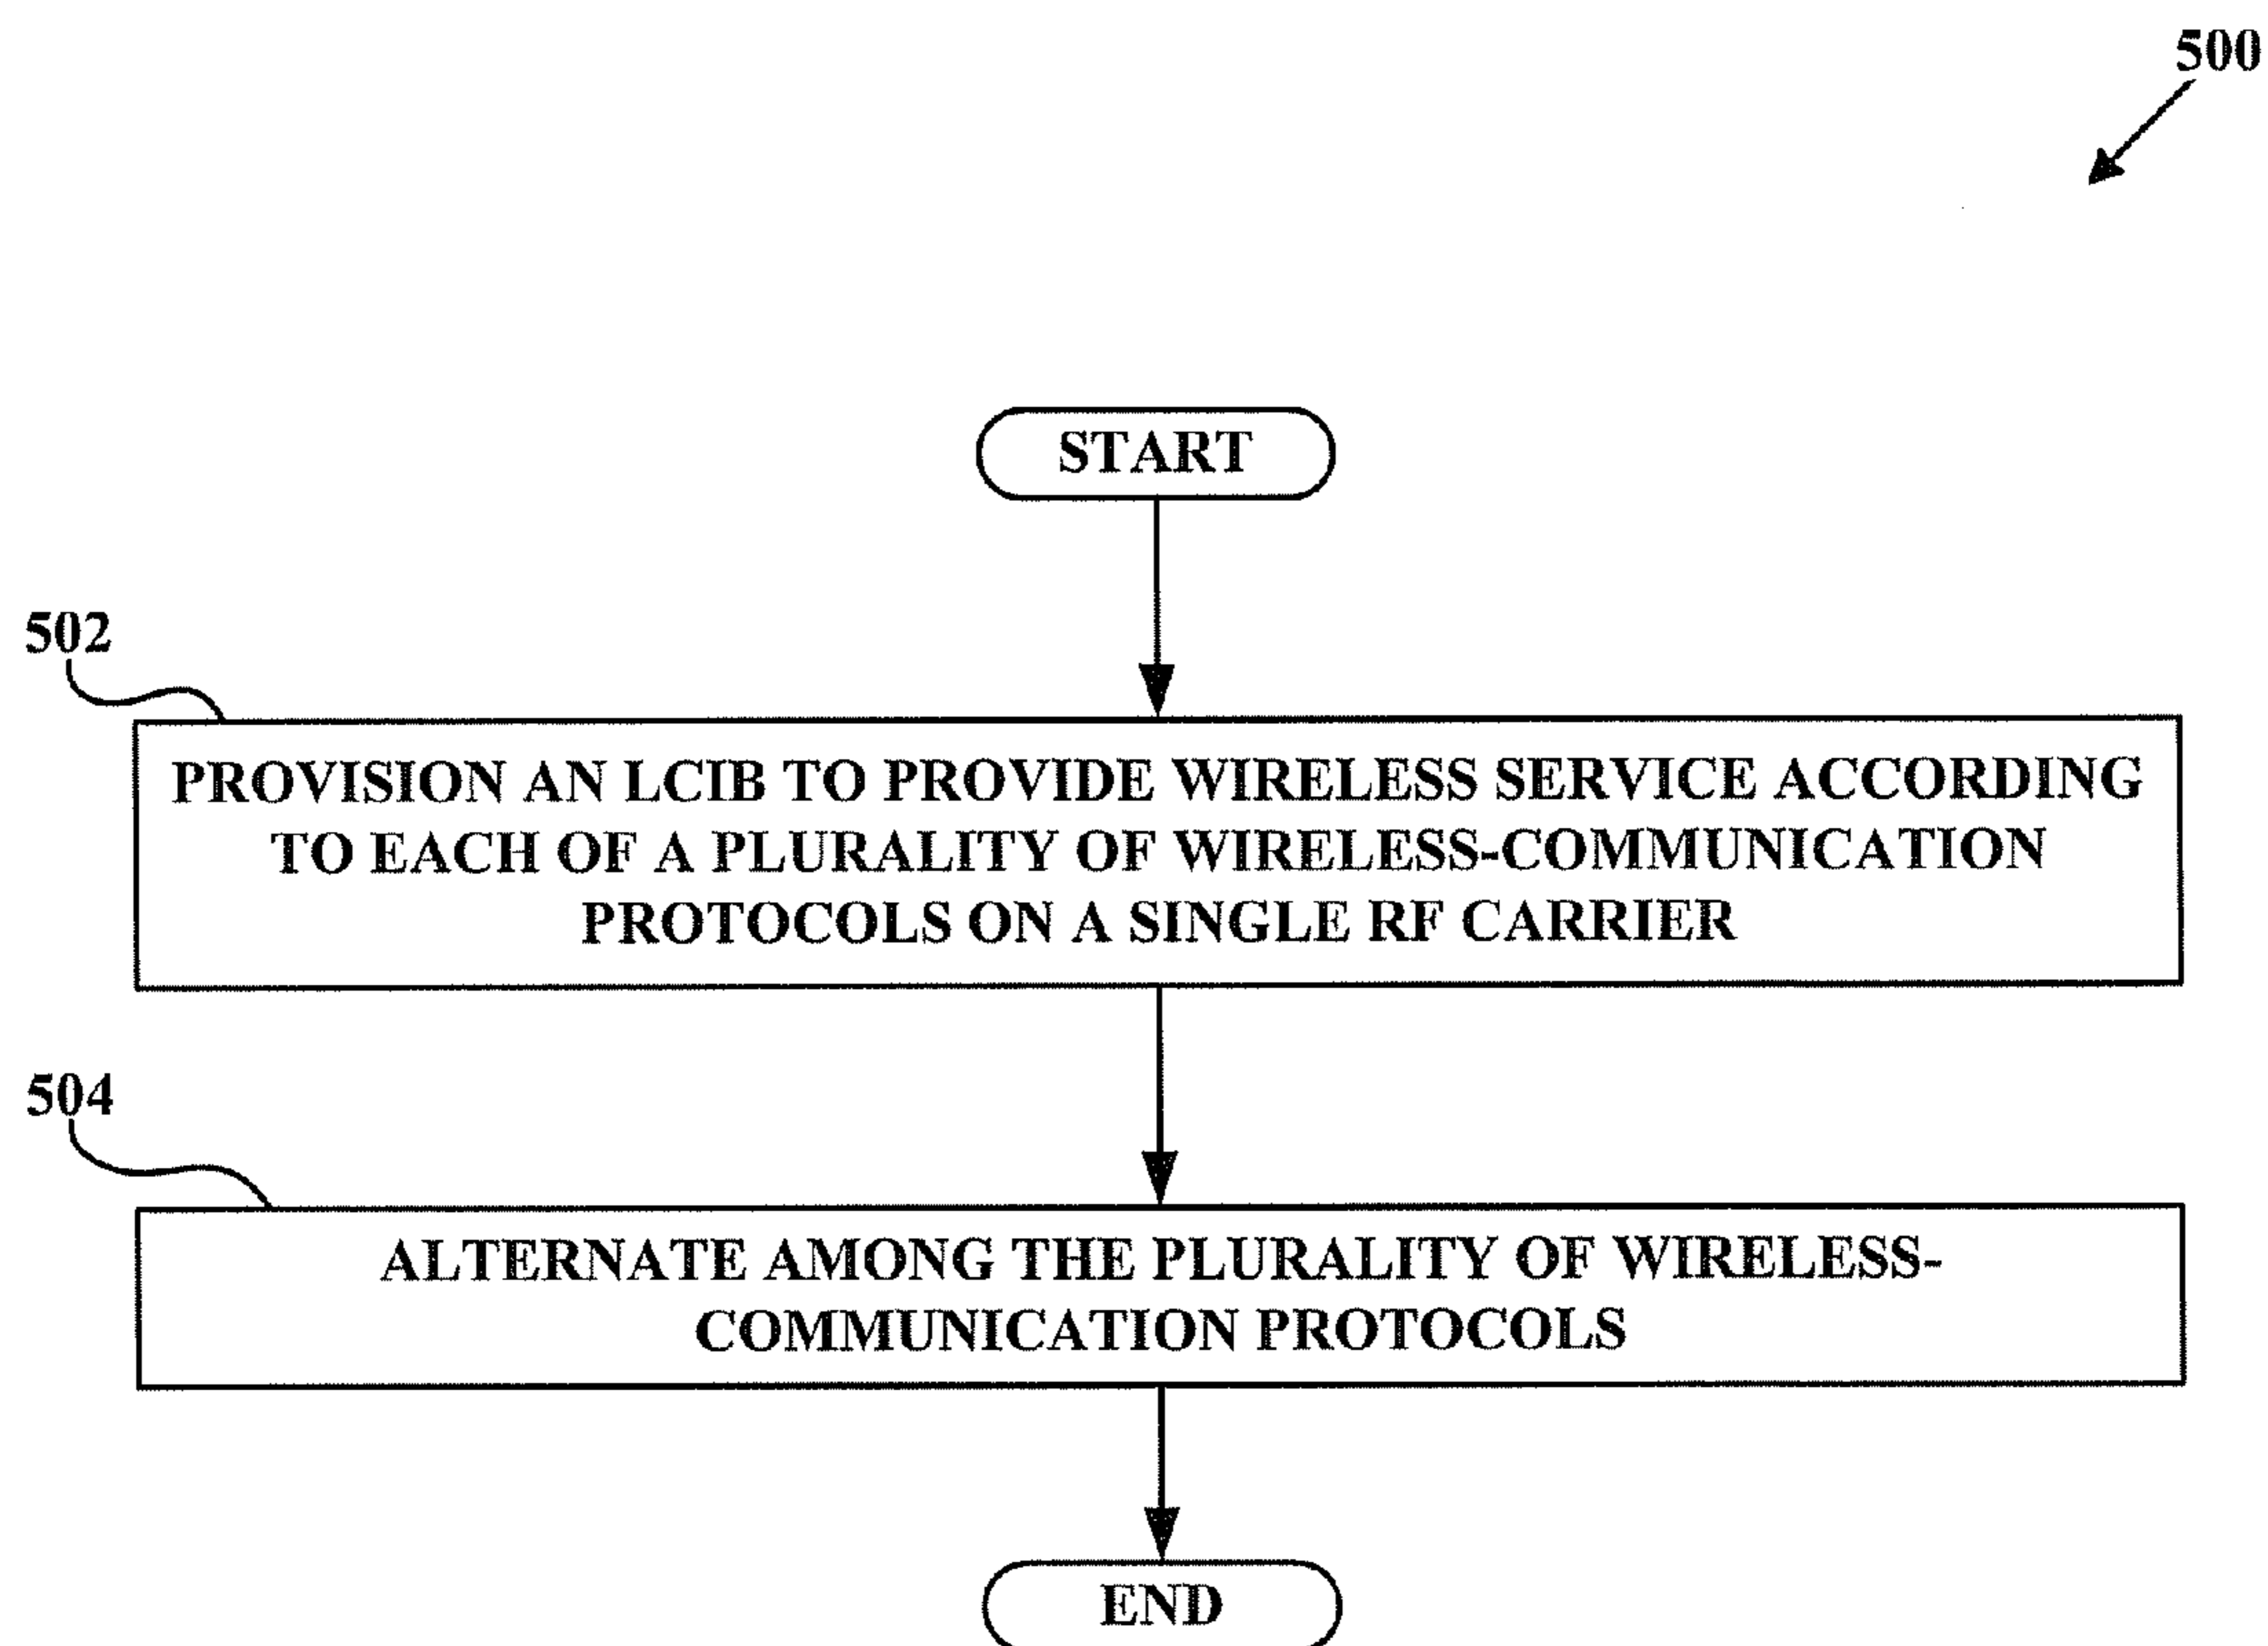 500
START
502
PROVISION AN LCIB TO PROVIDE WIRELESS SERVICE ACCORDING
TO EACH OF A PLURALITY OF WIRELESS-COMMUNICATION
PROTOCOLS ON A SINGLE RF CARRIER
504
ALTERNATE AMONG THE PLURALITY OF WIRELESS-
COMMUNICATION PROTOCOLS
END